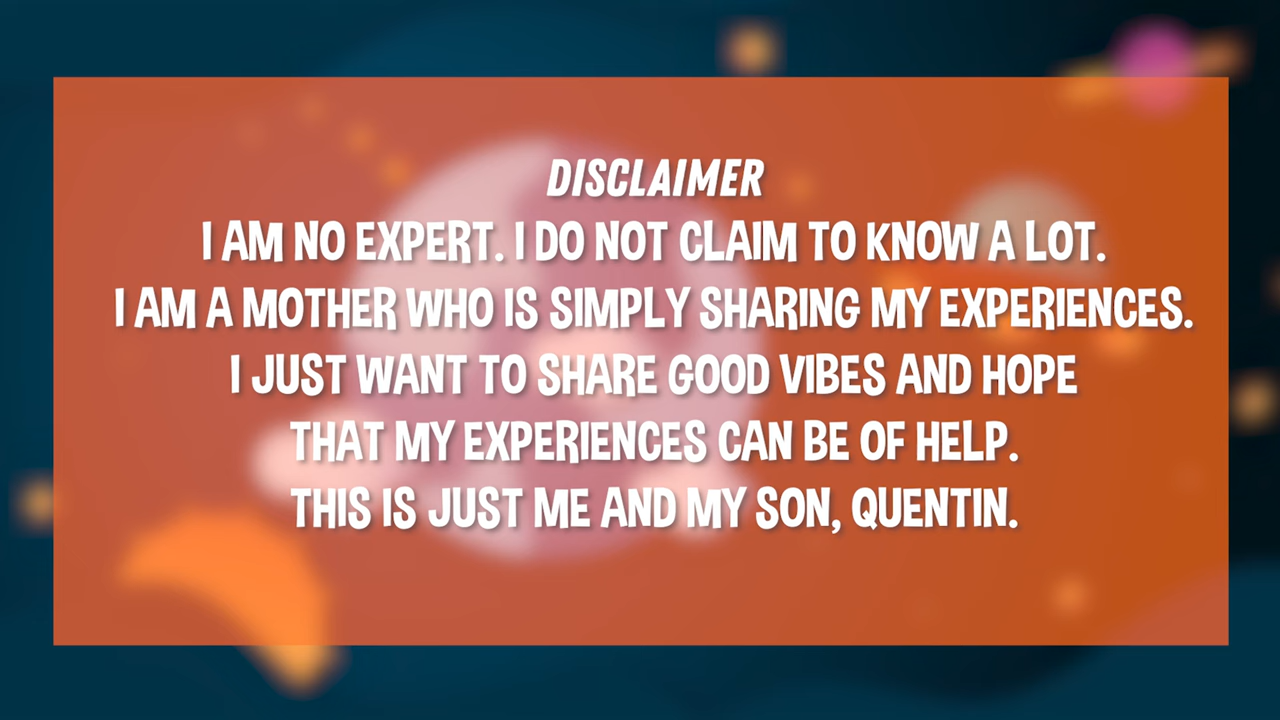 DISCLAIMER
I AM NO EXPERT. I DO NOT CLAIM TO KNOW A LOT.
I AM A MOTHER WHO IS SIMPLY SHARING MY EXPERIENCES.
I JUST WANT TO SHARE GOOD VIBES AND HOPE
THAT MY EXPERIENCES CAN BE OF HELP.
THIS IS JUST ME AND MY SON, QUENTIN.